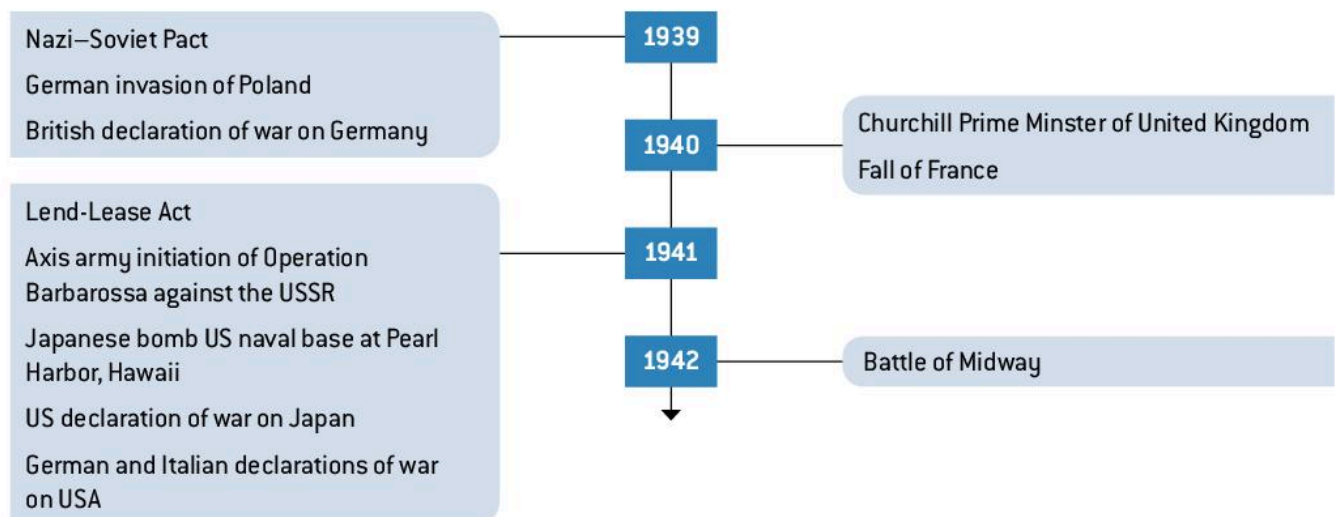 1939
Nazi–Soviet Pact
German invasion of Poland
British declaration of war on Germany
1940
Churchill Prime Minster of United Kingdom
Fall of France
1941
Lend-Lease Act
Axis army initiation of Operation
Barbarossa against the USSR
Japanese bomb US naval base at Pearl
Harbor, Hawaii
US declaration of war on Japan
German and Italian declarations of war
on USA
1942
Battle of Midway